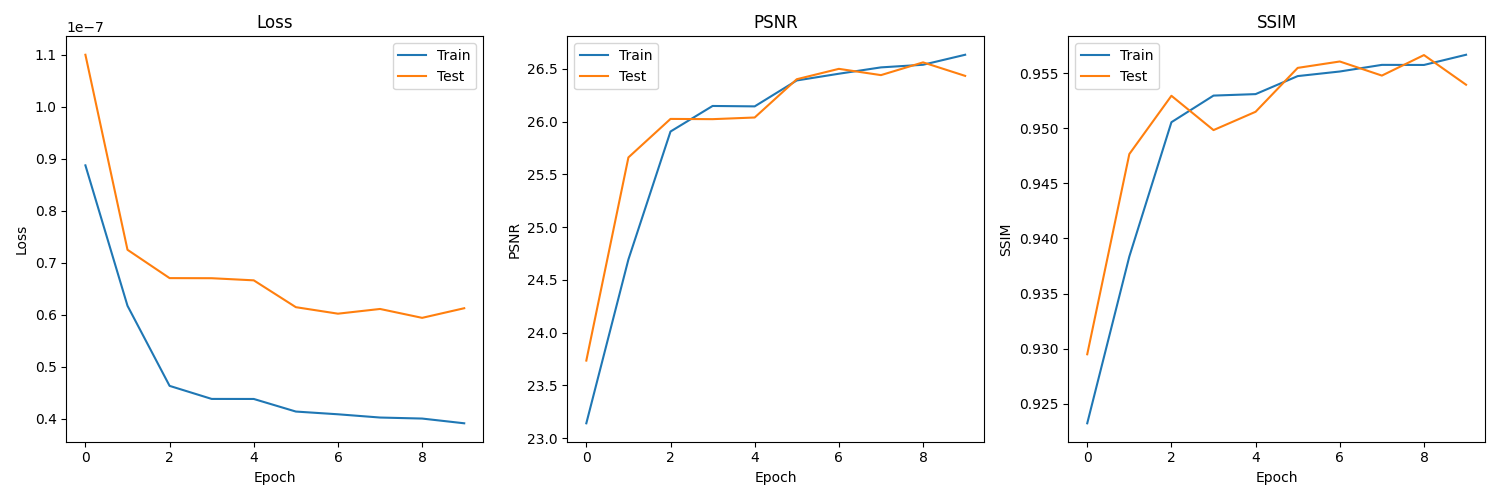 Loss
1e−7
1.1
1.0
0.9
0.8
0.7
0.6
0.5
0.4
Loss
0 2 4 6 8
Epoch
Train
Test
PSNR
26.5
26.0
25.5
25.0
24.5
24.0
23.5
23.0
PSNR
0 2 4 6 8
Epoch
Train
Test
SSIM
0.955
0.950
0.945
0.940
0.935
0.930
0.925
SSIM
0 2 4 6 8
Epoch
Train
Test